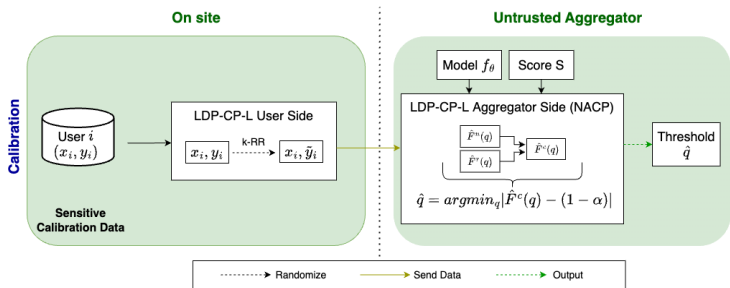 On site
Untrusted Aggregator
Calibration
User i
(x_i, y_i)
Sensitive
Calibration Data
LDP-CP-L User Side
x_i, y_i
k-RR
x_i, ỹ_i
Model f_θ
Score S
LDP-CP-L Aggregator Side (NACP)
F̂^n(q)
F̂^r(q)
F̂^c(q)
q̂ = argmin_q|F̂^c(q) − (1 − α)|
Threshold
q̂
Randomize
Send Data
Output